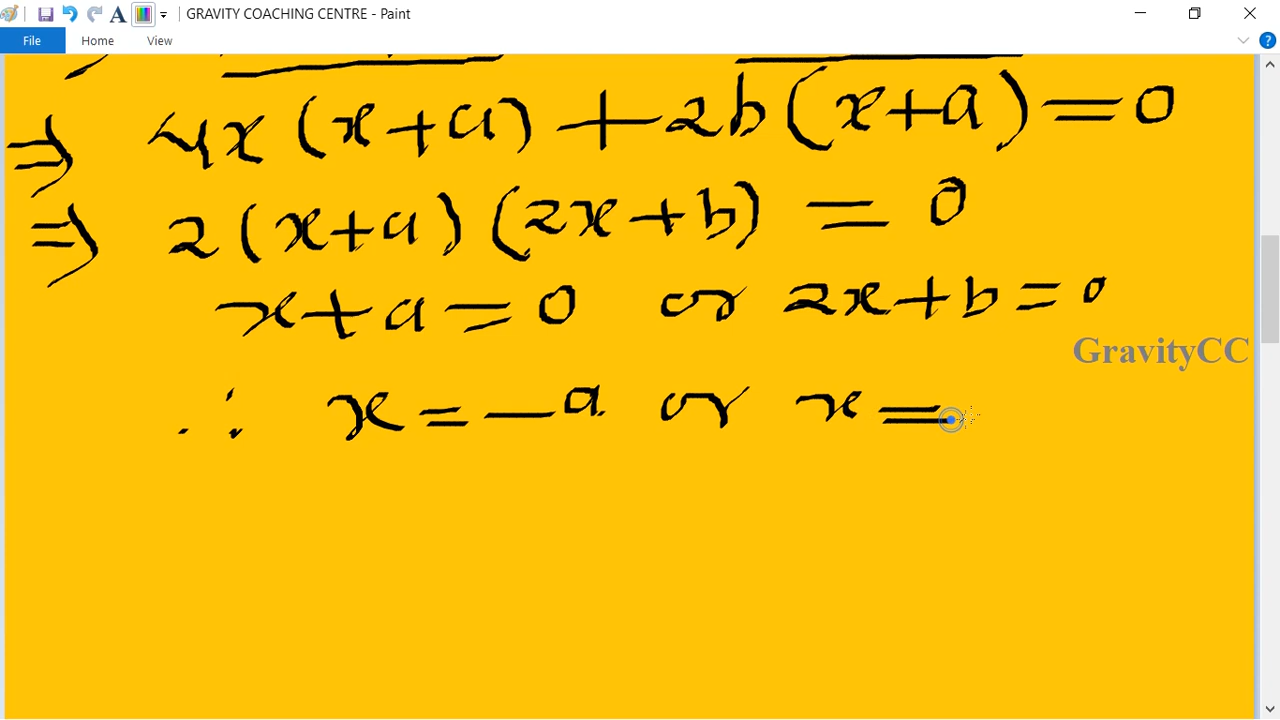 GRAVITY COACHING CENTRE - Paint
File Home View
⇒ 4x(x+a)+2b(x+a)=0
⇒ 2(x+a)(2x+b)=0
x+a=0 or 2x+b=0
GravityCC
∴ x=-a or x=